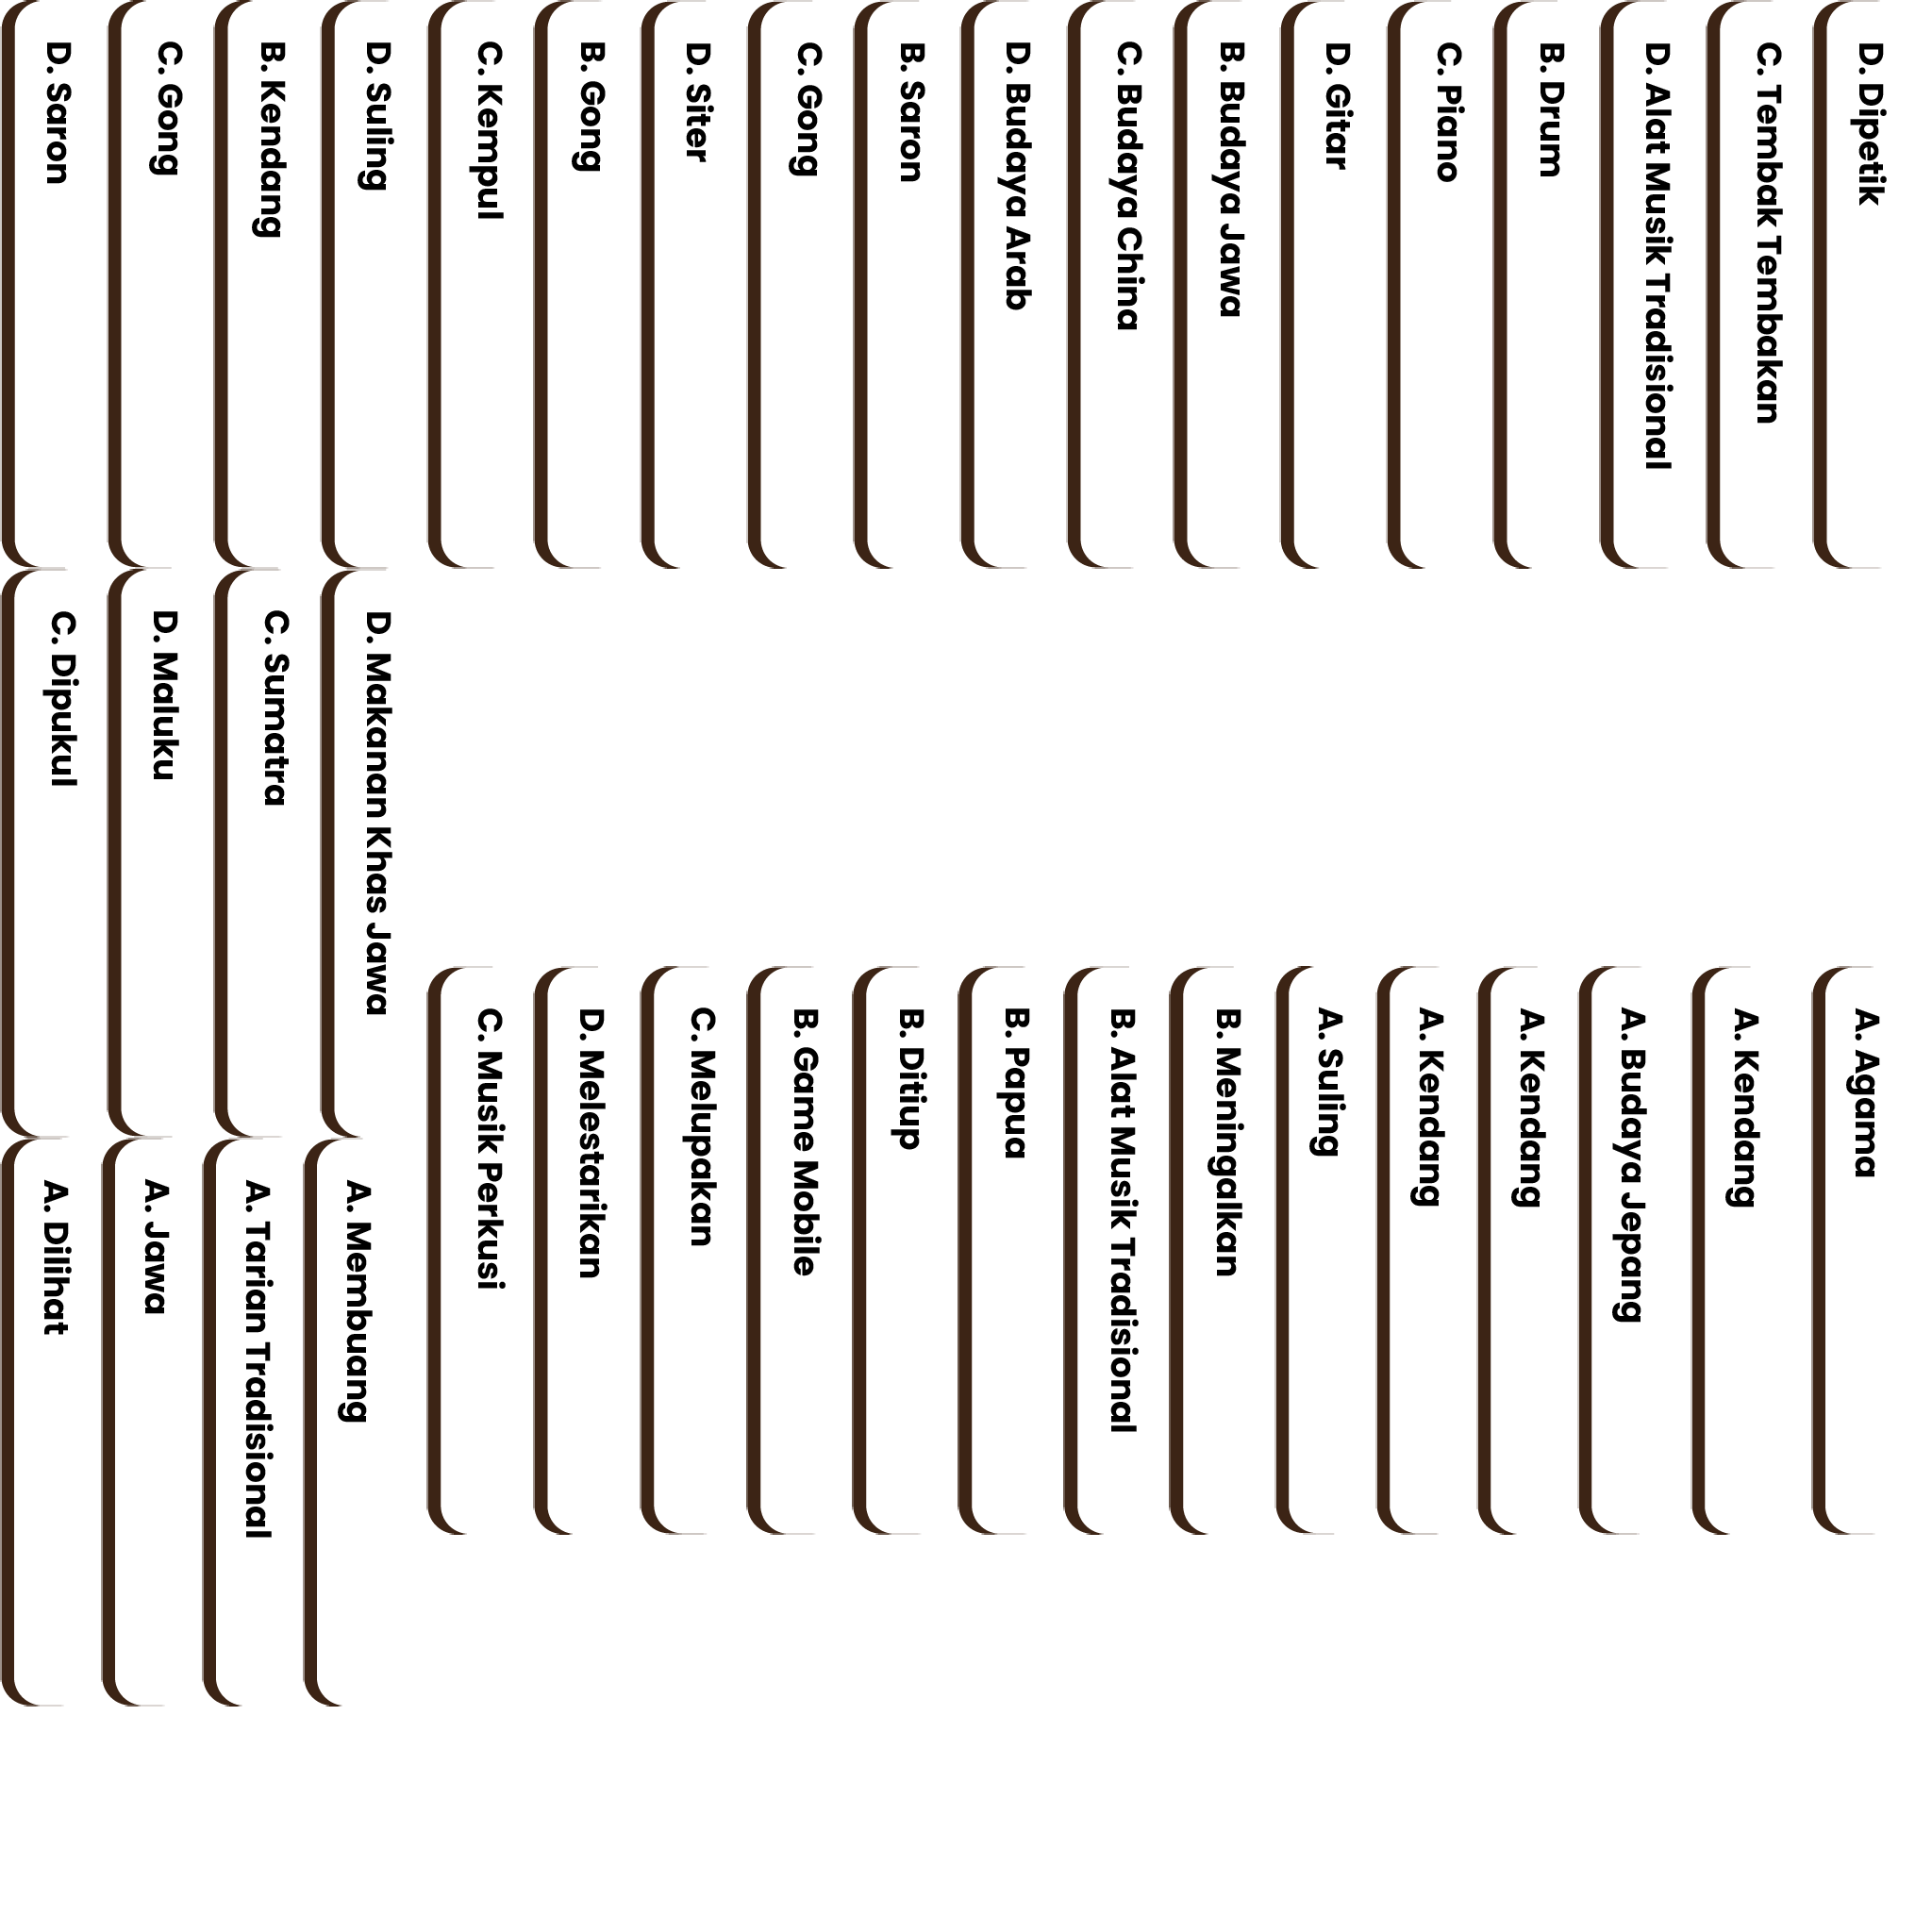 D. Saron
C. Gong
B. Kendang
D. Suling
C. Kempul
B. Gong
D. Siter
C. Gong
B. Saron
D. Budaya Arab
C. Budaya China
B. Budaya Jawa
D. Gitar
C. Piano
B. Drum
D. Alat Musik Tradisional
C. Tembak Tembakan
D. Dipetik
C. Dipukul
D. Maluku
C. Sumatra
D. Makanan Khas Jawa
C. Musik Perkusi
D. Melestarikan
C. Melupakan
B. Game Mobile
B. Ditiup
B. Papua
B. Alat Musik Tradisional
B. Meningalkan
A. Suling
A. Kendang
A. Kendang
A. Budaya Jepang
A. Kendang
A. Agama
A. Dilihat
A. Jawa
A. Tarian Tradisional
A. Membuang